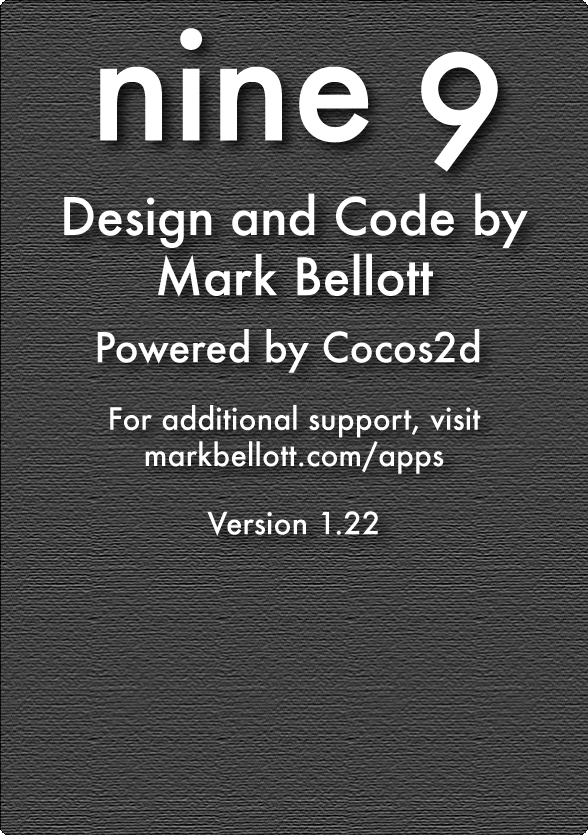 nine 9
Design and Code by
Mark Bellott
Powered by Cocos2d
For additional support, visit
markbellott.com/apps
Version 1.22